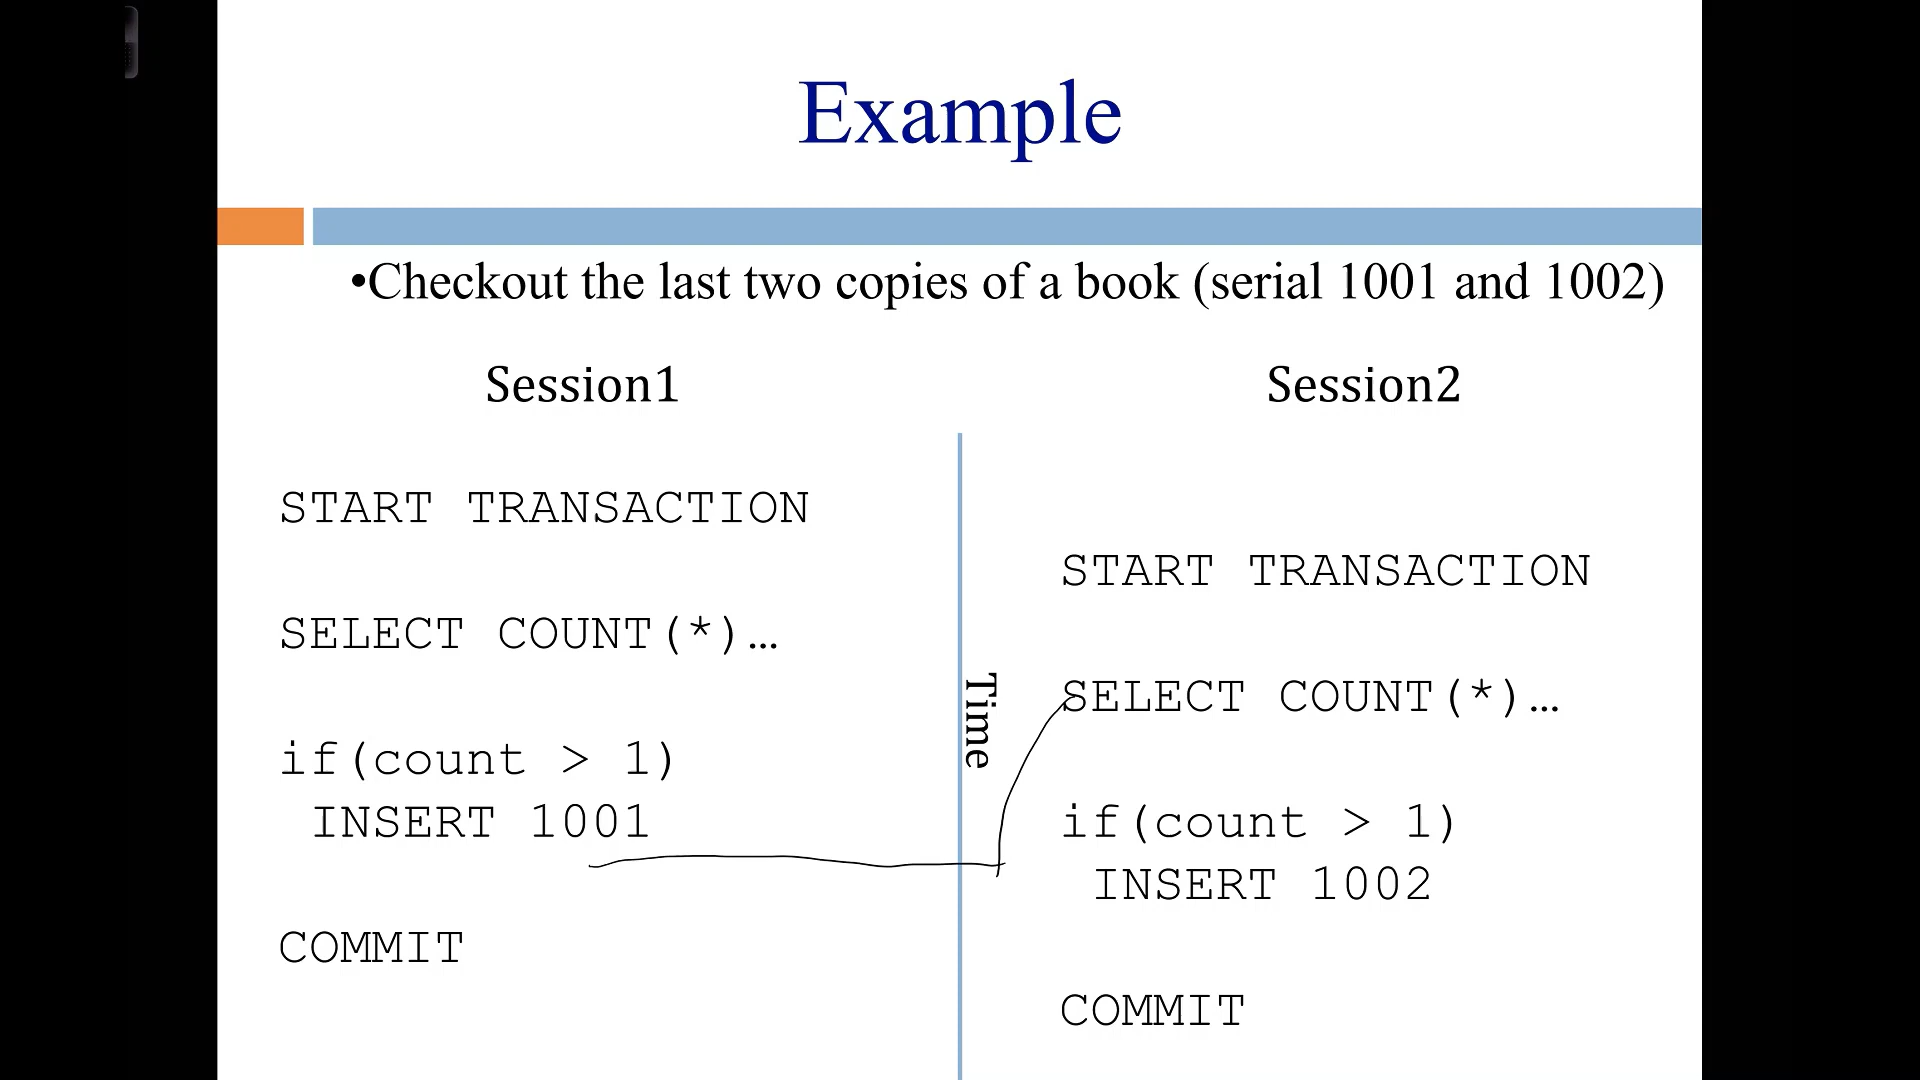 Example
•Checkout the last two copies of a book (serial 1001 and 1002)
Session1
START TRANSACTION
SELECT COUNT(*)…
if(count > 1)
INSERT 1001
COMMIT
Time
Session2
START TRANSACTION
SELECT COUNT(*)…
if(count > 1)
INSERT 1002
COMMIT